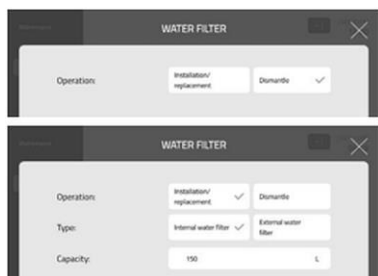 WATER FILTER
Operation:
Installation/
replacement
Dismantle
WATER FILTER
Operation:
Installation/
replacement
Dismantle
Type:
Internal water filter
External water
filter
Capacity:
150
L